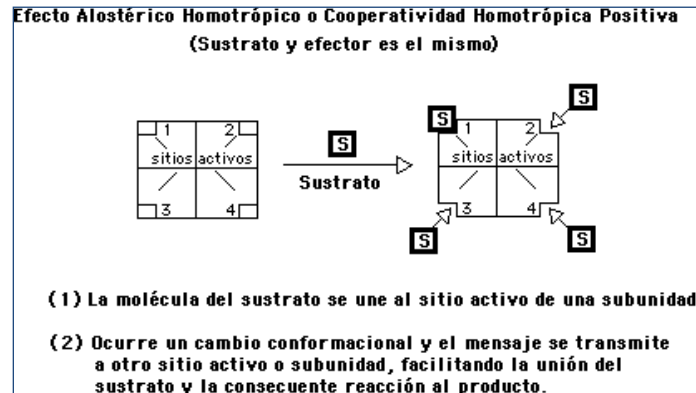 Efecto Alostérico Homotrópico o Cooperatividad Homotrópica Positiva
(Sustrato y efector es el mismo)
S
S
S
1 2
1 2
sitios activos
Sustrato
sitios activos
3 4
3 4
S
S
(1) La molécula del sustrato se une al sitio activo de una subunidad
(2) Ocurre un cambio conformacional y el mensaje se transmite
a otro sitio activo o subunidad, facilitando la unión del
sustrato y la consecuente reacción al producto.